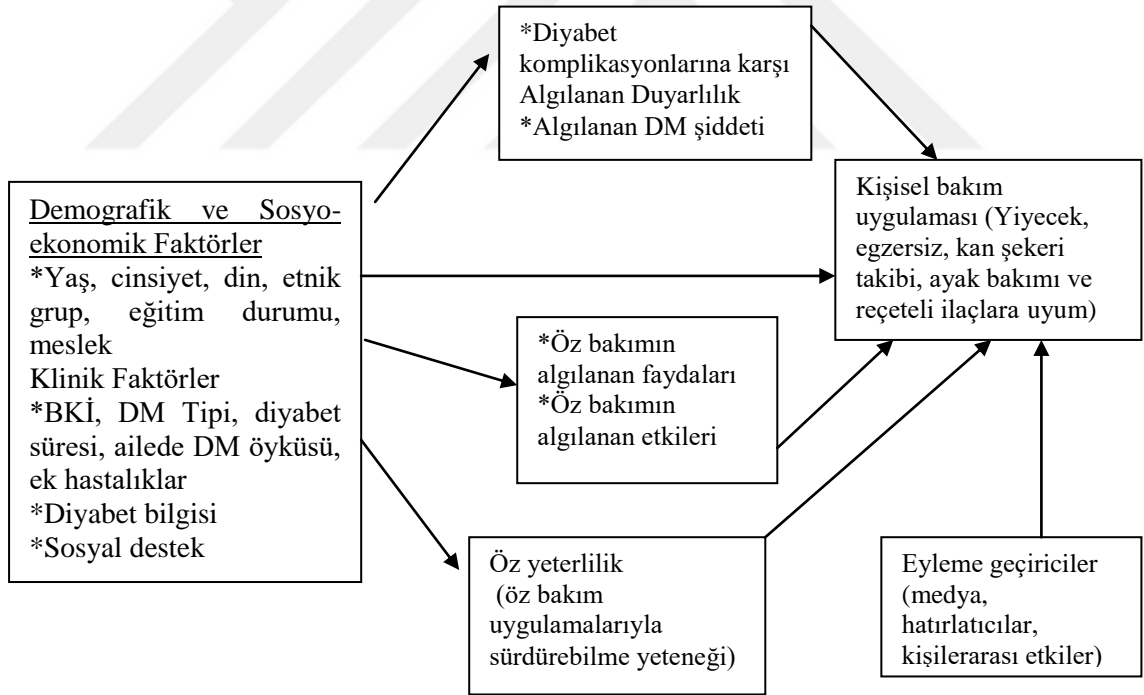 *Diyabet
komplikasyonlarına karşı
Algılanan Duyarlılık
*Algılanan DM şiddeti
Demografik ve Sosyo-
ekonomik Faktörler
*Yaş, cinsiyet, din, etnik
grup, eğitim durumu,
meslek
Klinik Faktörler
*BKİ, DM Tipi, diyabet
süresi, ailede DM öyküsü,
ek hastalıklar
*Diyabet bilgisi
*Sosyal destek
Kişisel bakım
uygulaması (Yiyecek,
egzersiz, kan şekeri
takibi, ayak bakımı ve
reçeteli ilaçlara uyum)
*Öz bakımın
algılanan faydaları
*Öz bakımın
algılanan etkileri
Öz yeterlilik
(öz bakım
uygulamalarıyla
sürdürebilme yeteneği)
Eyleme geçiriciler
(medya,
hatırlatıcılar,
kişilerarası etkiler)